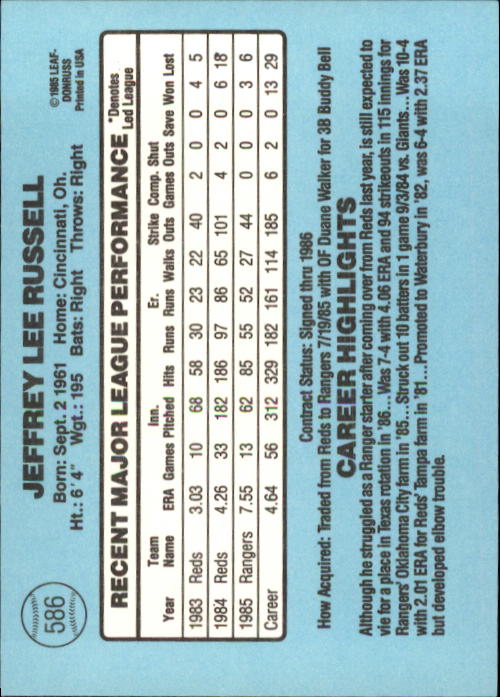 586
JEFFREY LEE RUSSELL
Born: Sept. 2 1961 Home: Cincinnati, Oh.
Ht.: 6' 4" Wgt.: 195 Bats: Right Throws: Right
© 1985 LEAF-
DONRUSS
Printed in USA
RECENT MAJOR LEAGUE PERFORMANCE
*Denotes
Led League
Team Inn. Er. Strike Comp. Shut
Year Name ERA Games Pitched Hits Runs Runs Walks Outs Games Outs Save Won Lost
1983 Reds 3.03 10 68 58 30 23 22 40 2 0 0 4 5
1984 Reds 4.26 33 182 186 97 86 65 101 4 2 0 6 18*
1985 Rangers 7.55 13 62 85 55 52 27 44 0 0 0 3 6
Career 4.64 56 312 329 182 161 114 185 6 2 0 13 29
Contract Status: Signed thru 1986
How Acquired: Traded from Reds to Rangers 7/19/85 with OF Duane Walker for 3B Buddy Bell
CAREER HIGHLIGHTS
Although he struggled as a Ranger starter after coming over from Reds last year, is still expected to
vie for a place in Texas rotation in '86... Was 7-4 with 4.06 ERA and 94 strikeouts in 115 innings for
Rangers' Oklahoma City farm in '85... Struck out 10 batters in 1 game 9/3/84 vs. Giants... Was 10-4
with 2.01 ERA for Reds' Tampa farm in '81... Promoted to Waterbury in '82, was 6-4 with 2.37 ERA
but developed elbow trouble.